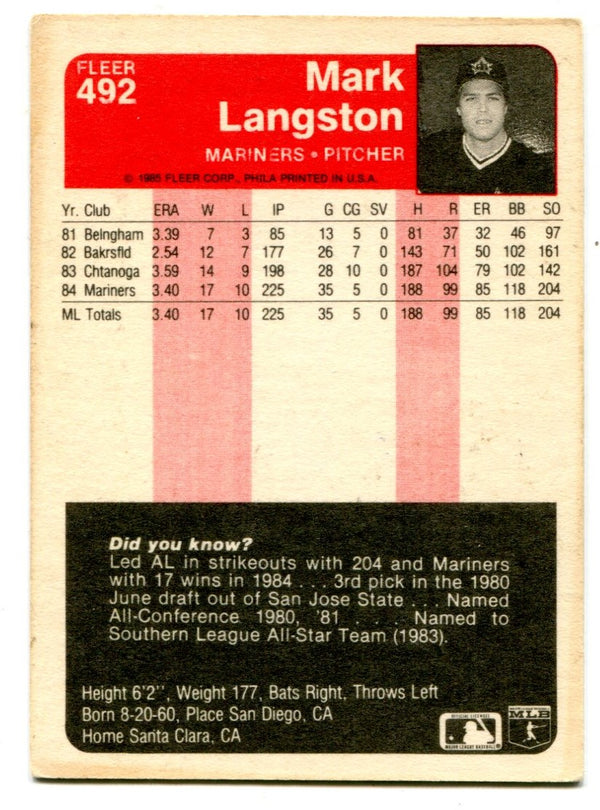 FLEER
492
Mark
Langston
MARINERS • PITCHER
© 1985 FLEER CORP., PHILA PRINTED IN U.S.A.
Yr. Club ERA W L IP G CG SV H R ER BB SO
81 Belngham 3.39 7 3 85 13 5 0 81 37 32 46 97
82 Bakrsfld 2.54 12 7 177 26 7 0 143 71 50 102 161
83 Chtanoga 3.59 14 9 198 28 10 0 187 104 79 102 142
84 Mariners 3.40 17 10 225 35 5 0 188 99 85 118 204
ML Totals 3.40 17 10 225 35 5 0 188 99 85 118 204
Did you know?
Led AL in strikeouts with 204 and Mariners
with 17 wins in 1984 . . . 3rd pick in the 1980
June draft out of San Jose State . . . Named
All-Conference 1980, '81 . . . Named to
Southern League All-Star Team (1983).
Height 6'2", Weight 177, Bats Right, Throws Left
Born 8-20-60, Place San Diego, CA
Home Santa Clara, CA
OFFICIAL LICENSEE
MAJOR LEAGUE BASEBALL
MLB